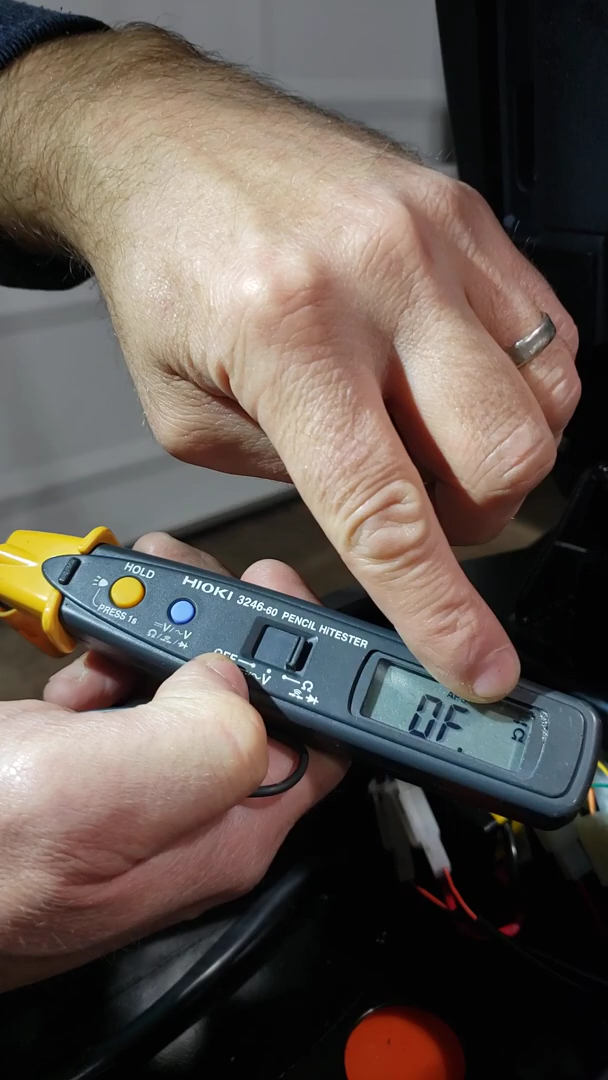 HOLD
PRESS 1s
⎓V/∼V
HIOKI 3246-60 PENCIL HITESTER
OFF
Ω
OF.